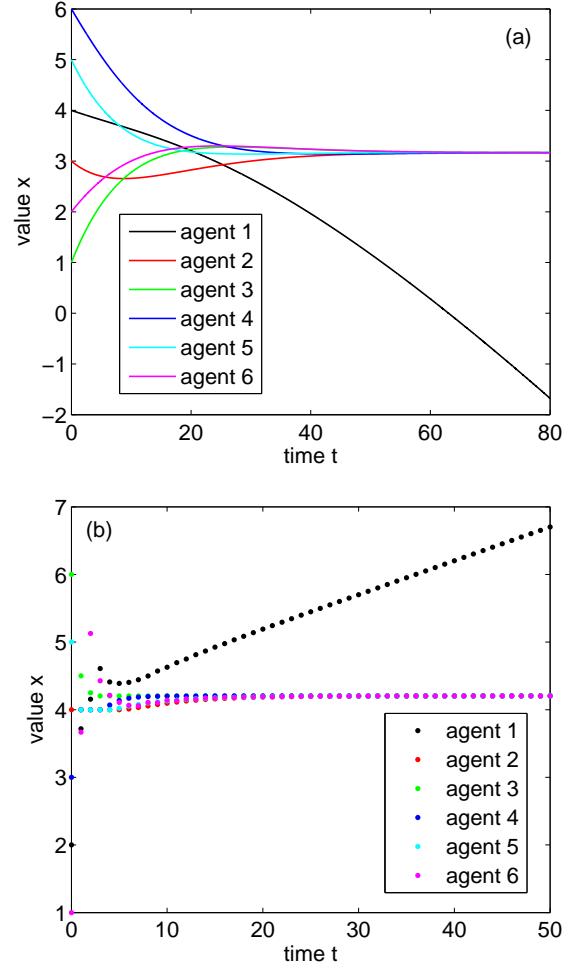 (a)
6
5
4
3
2
1
0
−1
−2
value x
agent 1
agent 2
agent 3
agent 4
agent 5
agent 6
0 20 40 60 80
time t
(b)
7
6
5
4
3
2
1
value x
agent 1
agent 2
agent 3
agent 4
agent 5
agent 6
0 10 20 30 40 50
time t